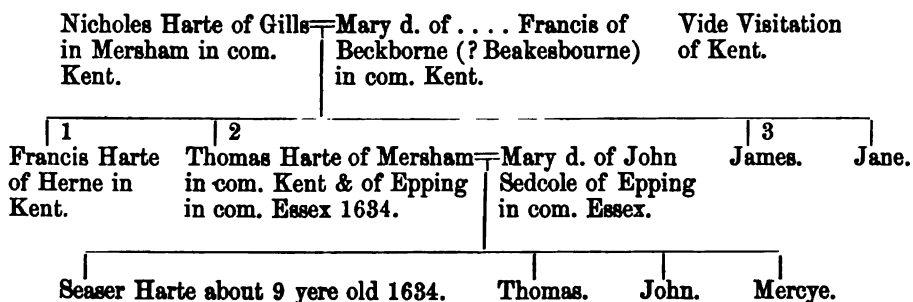 Nicholes Harte of Gills=Mary d. of .... Francis of Vide Visitation
in Mersham in com. Beckborne (? Beakesbourne) of Kent.
Kent. in com. Kent.
1 2 3
Francis Harte Thomas Harte of Mersham=Mary d. of John James. Jane.
of Herne in in com. Kent & of Epping Sedcole of Epping
Kent. in com. Essex 1634. in com. Essex.
Seaser Harte about 9 yere old 1634. Thomas. John. Mercye.